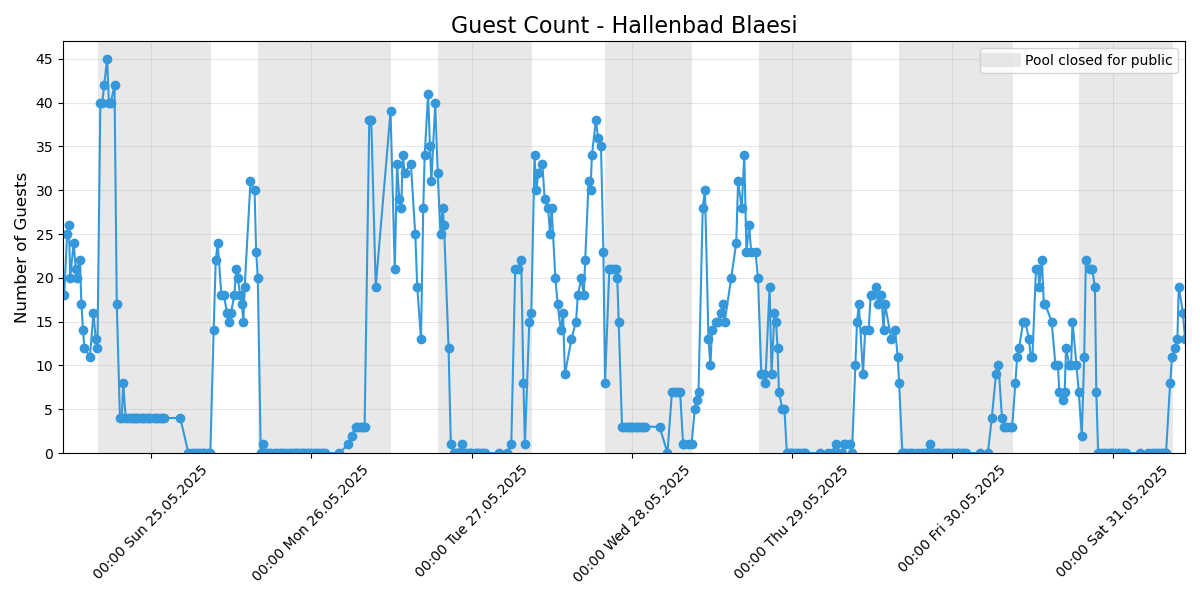 Guest Count - Hallenbad Blaesi
Pool closed for public
Number of Guests
45
40
35
30
25
20
15
10
5
0
00:00 Sun 25.05.2025
00:00 Mon 26.05.2025
00:00 Tue 27.05.2025
00:00 Wed 28.05.2025
00:00 Thu 29.05.2025
00:00 Fri 30.05.2025
00:00 Sat 31.05.2025